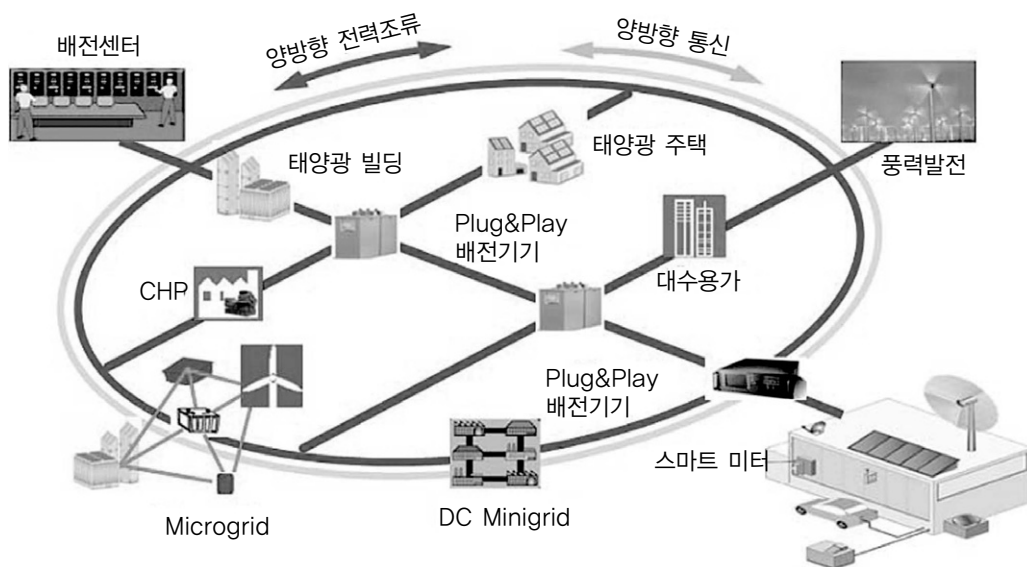 배전센터
양방향 전력조류
양방향 통신
태양광 빌딩
태양광 주택
풍력발전
Plug&Play
배전기기
CHP
대수용가
Plug&Play
배전기기
스마트 미터
Microgrid
DC Minigrid